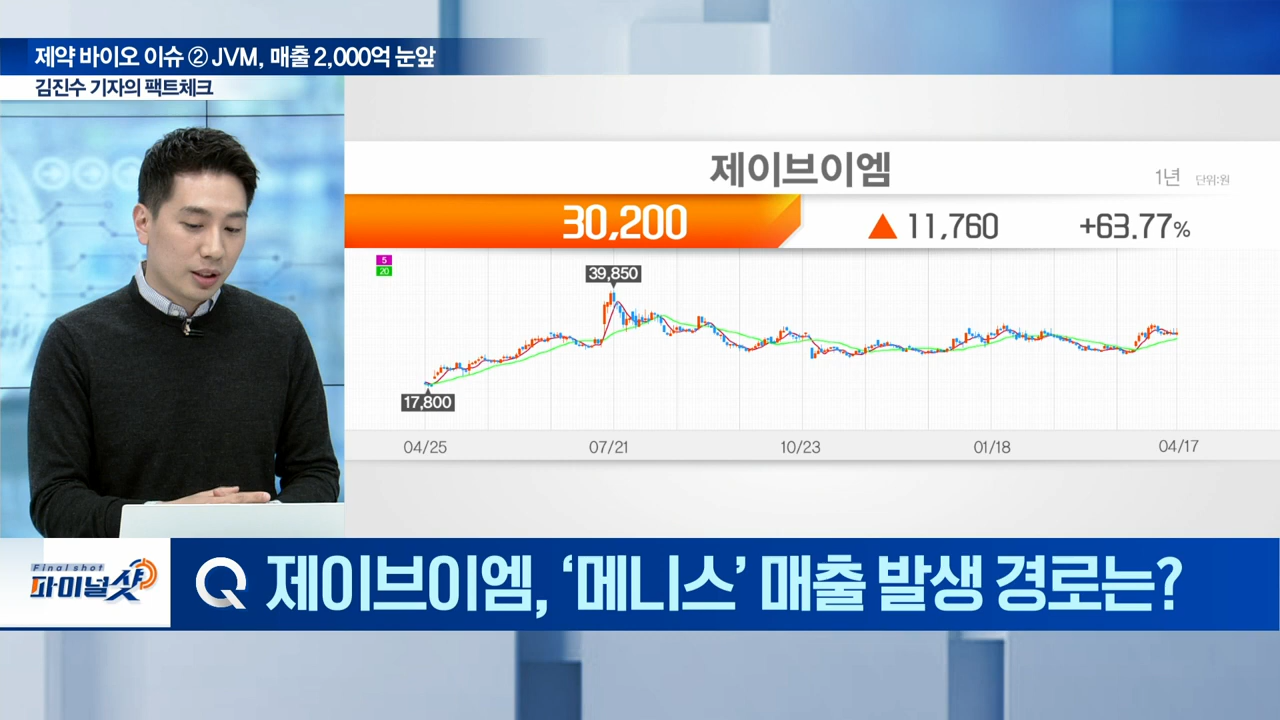 제약 바이오 이슈 ② JVM, 매출 2,000억 눈앞
김진수 기자의 팩트체크
제이브이엠
1년 단위:원
30,200 ▲ 11,760 +63.77%
5
20
39,850
17,800
04/25 07/21 10/23 01/18 04/17
Final shot
파이널샷
Q 제이브이엠, ‘메니스’ 매출 발생 경로는?